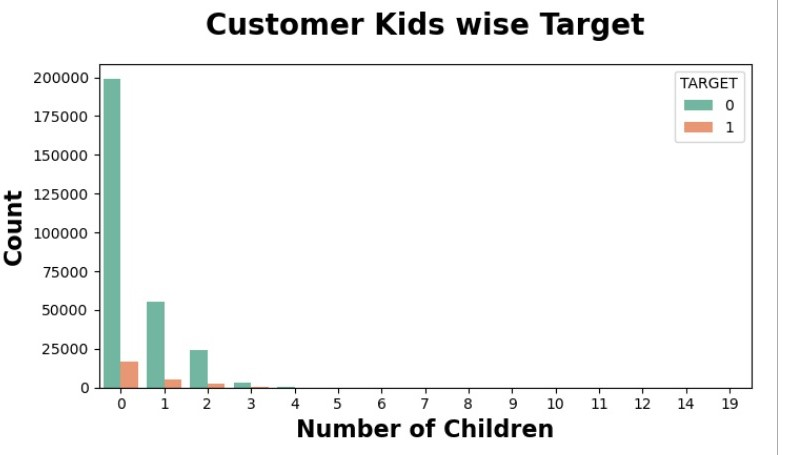 Customer Kids wise Target
TARGET
0
1
200000
175000
150000
125000
100000
75000
50000
25000
0
Count
0 1 2 3 4 5 6 7 8 9 10 11 12 14 19
Number of Children